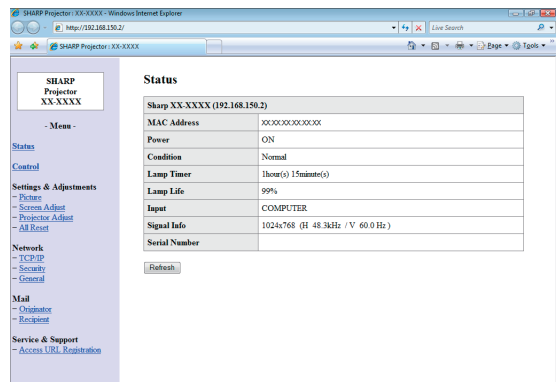 SHARP Projector : XX-XXXX - Windows Internet Explorer
http://192.168.150.2/
Live Search
SHARP Projector : XX-XXXX
Page
Tools
SHARP
Projector
XX-XXXX
- Menu -
Status
Control
Settings & Adjustments
- Picture
- Screen Adjust
- Projector Adjust
- All Reset
Network
- TCP/IP
- Security
- General
Mail
- Originator
- Recipient
Service & Support
- Access URL Registration
Status
Sharp XX-XXXX (192.168.150.2)
MAC Address XX:XX:XX:XX:XX:XX
Power ON
Condition Normal
Lamp Timer 1hour(s) 15minute(s)
Lamp Life 99%
Input COMPUTER
Signal Info 1024x768 (H 48.3kHz / V 60.0 Hz )
Serial Number
Refresh